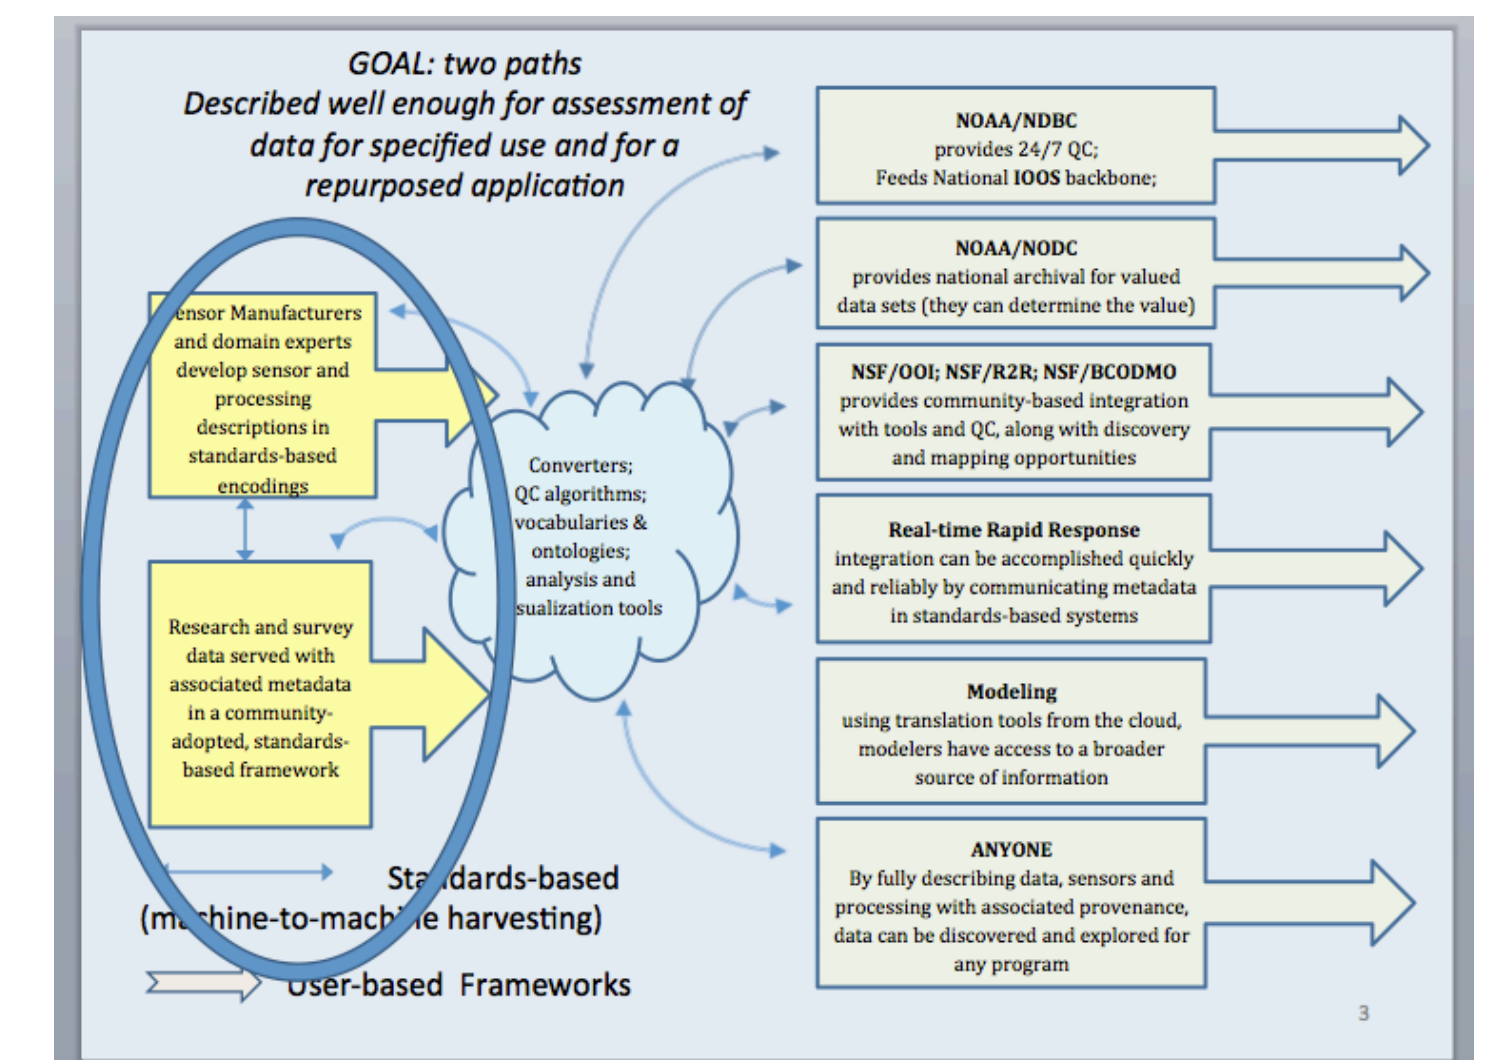 GOAL: two paths
Described well enough for assessment of
data for specified use and for a
repurposed application
ensor Manufacturers
and domain experts
develop sensor and
processing
descriptions in
standards-based
encodings
Research and survey
data served with
associated metadata
in a community-
adopted, standards-
based framework
Converters;
QC algorithms;
vocabularies &
ontologies;
analysis and
sualization tools
NOAA/NDBC
provides 24/7 QC;
Feeds National IOOS backbone;
NOAA/NODC
provides national archival for valued
data sets (they can determine the value)
NSF/OOI; NSF/R2R; NSF/BCODMO
provides community-based integration
with tools and QC, along with discovery
and mapping opportunities
Real-time Rapid Response
integration can be accomplished quickly
and reliably by communicating metadata
in standards-based systems
Modeling
using translation tools from the cloud,
modelers have access to a broader
source of information
ANYONE
By fully describing data, sensors and
processing with associated provenance,
data can be discovered and explored for
any program
Standards-based
(machine-to-machine harvesting)
User-based Frameworks
3